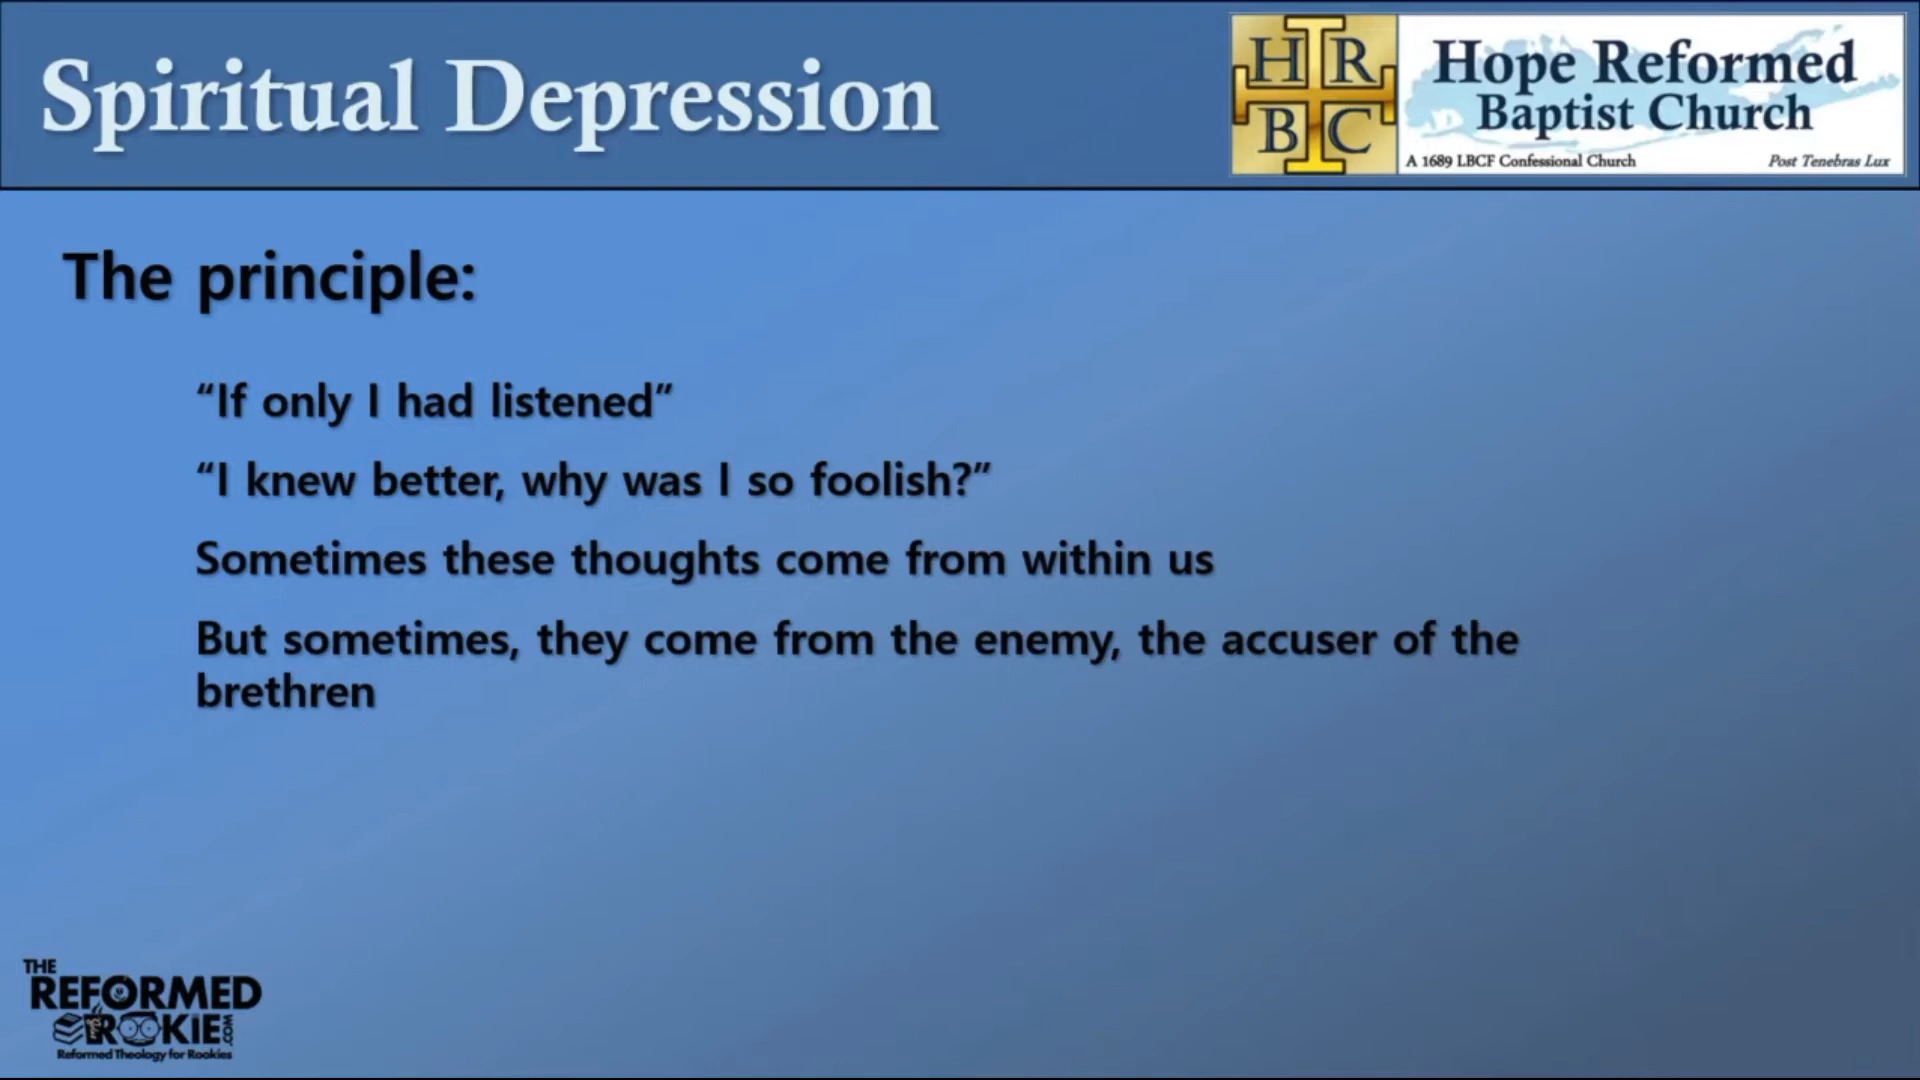 Spiritual Depression
H R
B C
Hope Reformed
Baptist Church
A 1689 LBCF Confessional Church
Post Tenebras Lux
The principle:
“If only I had listened”
“I knew better, why was I so foolish?”
Sometimes these thoughts come from within us
But sometimes, they come from the enemy, the accuser of the
brethren
THE
REFORMED
ROOKIE.COM
Reformed Theology for Rookies